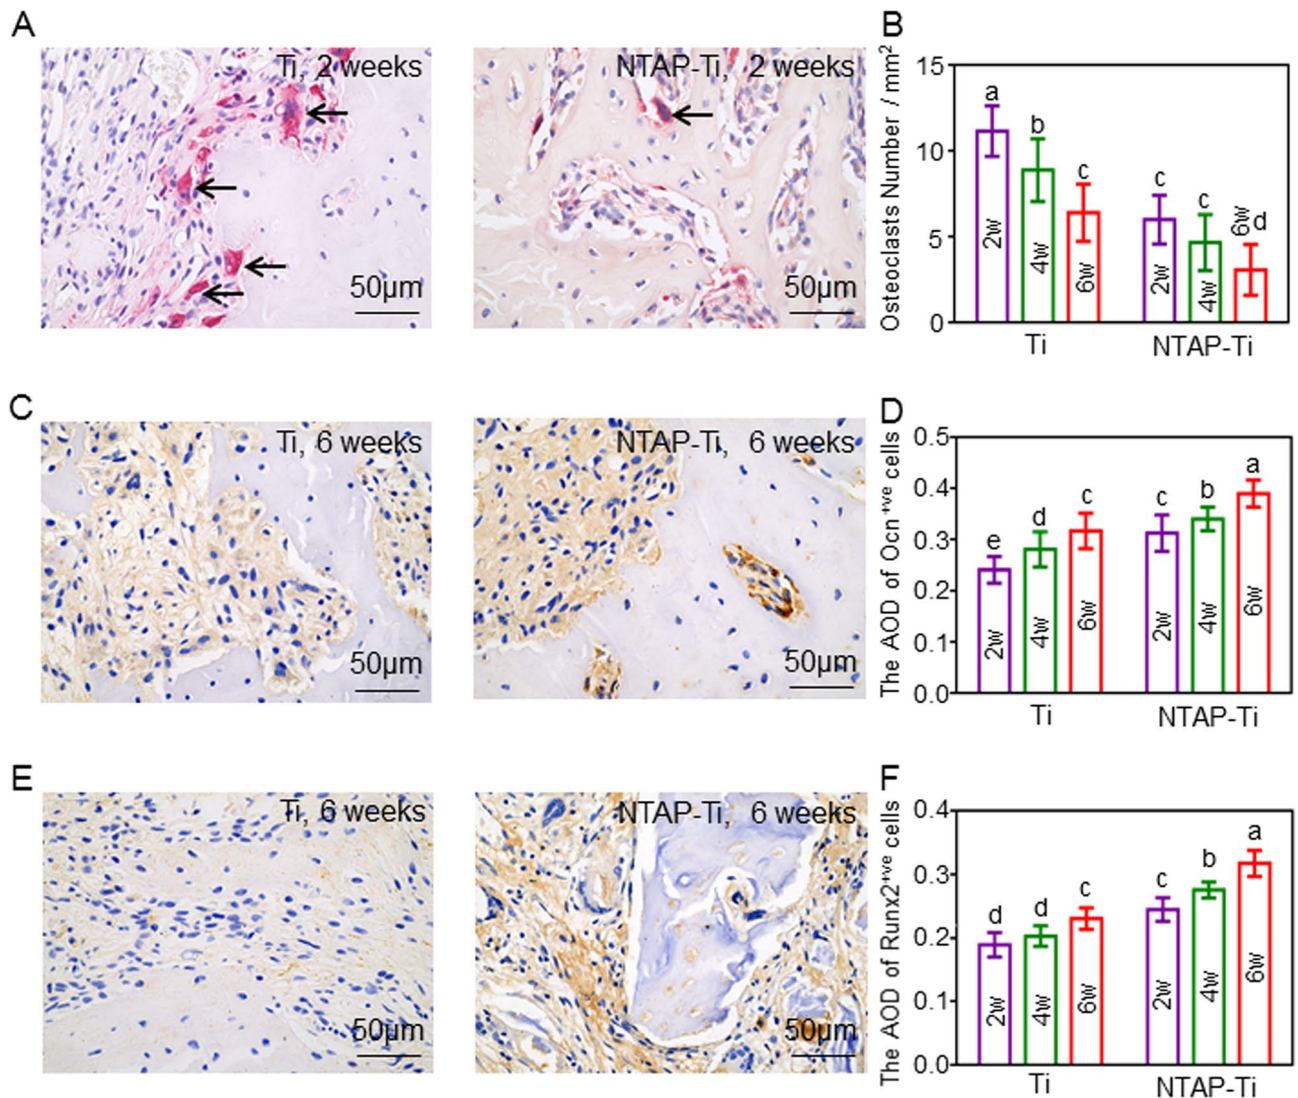 A
Ti, 2 weeks
50µm
NTAP-Ti, 2 weeks
50µm
B
Osteoclasts Number / mm2
15
10
5
0
a
b
c
c
c
6w
d
2w
4w
6w
2w
4w
Ti
NTAP-Ti
C
Ti, 6 weeks
50µm
NTAP-Ti, 6 weeks
50µm
D
The AOD of Ocn +ve cells
0.5
0.4
0.3
0.2
0.1
0.0
e
d
c
c
b
a
2w
4w
6w
2w
4w
6w
Ti
NTAP-Ti
E
Ti, 6 weeks
50µm
NTAP-Ti, 6 weeks
50µm
F
The AOD of Runx2+ve cells
0.4
0.3
0.2
0.1
0.0
d
d
c
c
b
a
2w
4w
6w
2w
4w
6w
Ti
NTAP-Ti